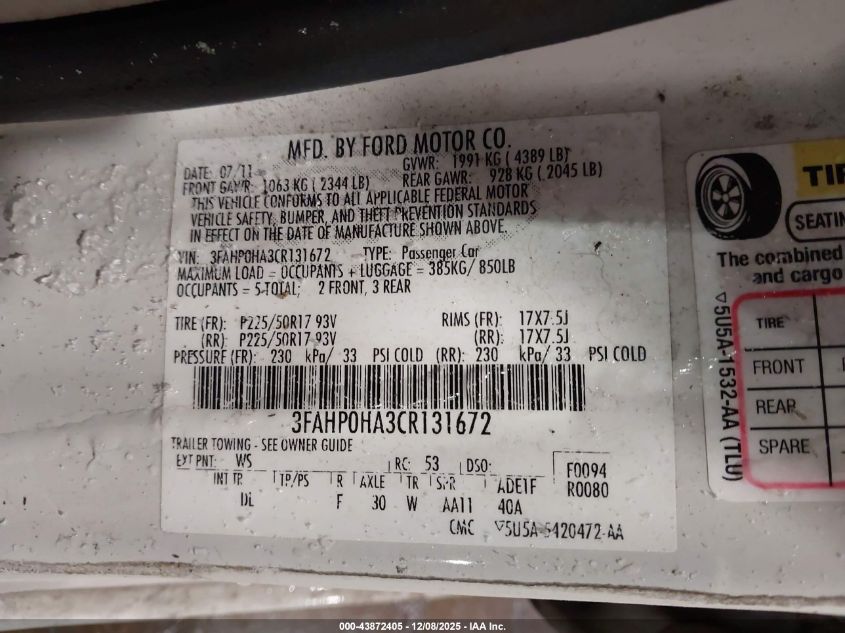 MFD. BY FORD MOTOR CO.
DATE: 07/11 GVWR: 1991 KG ( 4389 LB)
FRONT GAWR: 1063 KG ( 2344 LB) REAR GAWR: 928 KG ( 2045 LB)
THIS VEHICLE CONFORMS TO ALL APPLICABLE FEDERAL MOTOR
VEHICLE SAFETY, BUMPER, AND THEFT PREVENTION STANDARDS
IN EFFECT ON THE DATE OF MANUFACTURE SHOWN ABOVE.
VIN: 3FAHP0HA3CR131672 TYPE: Passenger Car
MAXIMUM LOAD = OCCUPANTS + LUGGAGE = 385KG/ 850LB
OCCUPANTS = 5-TOTAL; 2 FRONT, 3 REAR
TIRE (FR): P225/50R17 93V RIMS (FR): 17X7.5J
(RR): P225/50R17 93V (RR): 17X7.5J
PRESSURE (FR): 230 kPa/ 33 PSI COLD (RR): 230 kPa/ 33 PSI COLD
3FAHP0HA3CR131672
TRAILER TOWING - SEE OWNER GUIDE
EXT PNT: WS RC: 53 DSO: F0094
INT TR TP/PS R AXLE TR SPR ADE1F R0080
DL F 30 W AA11 40A
CMC ▽5U5A-5420472-AA
SEATIN
The combined
and cargo
TIRE
FRONT
REAR
SPARE
▽5U5A-1532-AA (TLU)
000-43872405 - 12/08/2025 - IAA Inc.